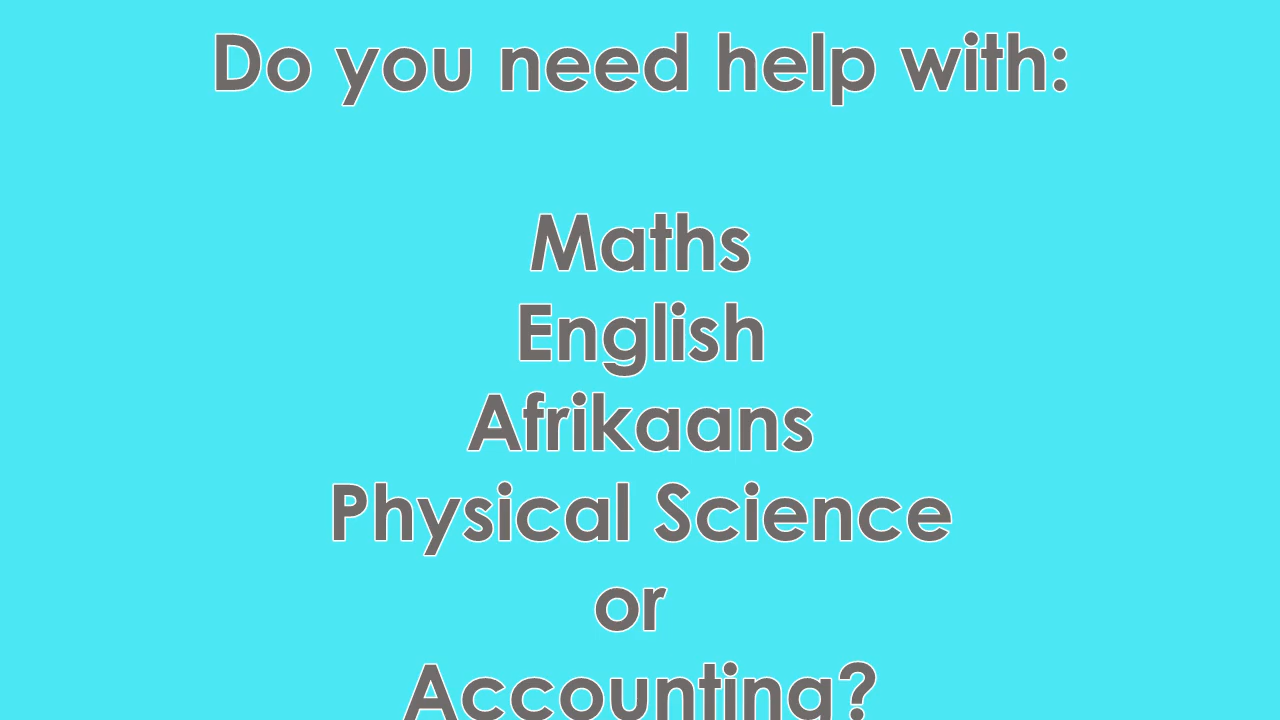 Do you need help with:
Maths
English
Afrikaans
Physical Science
or
Accounting?